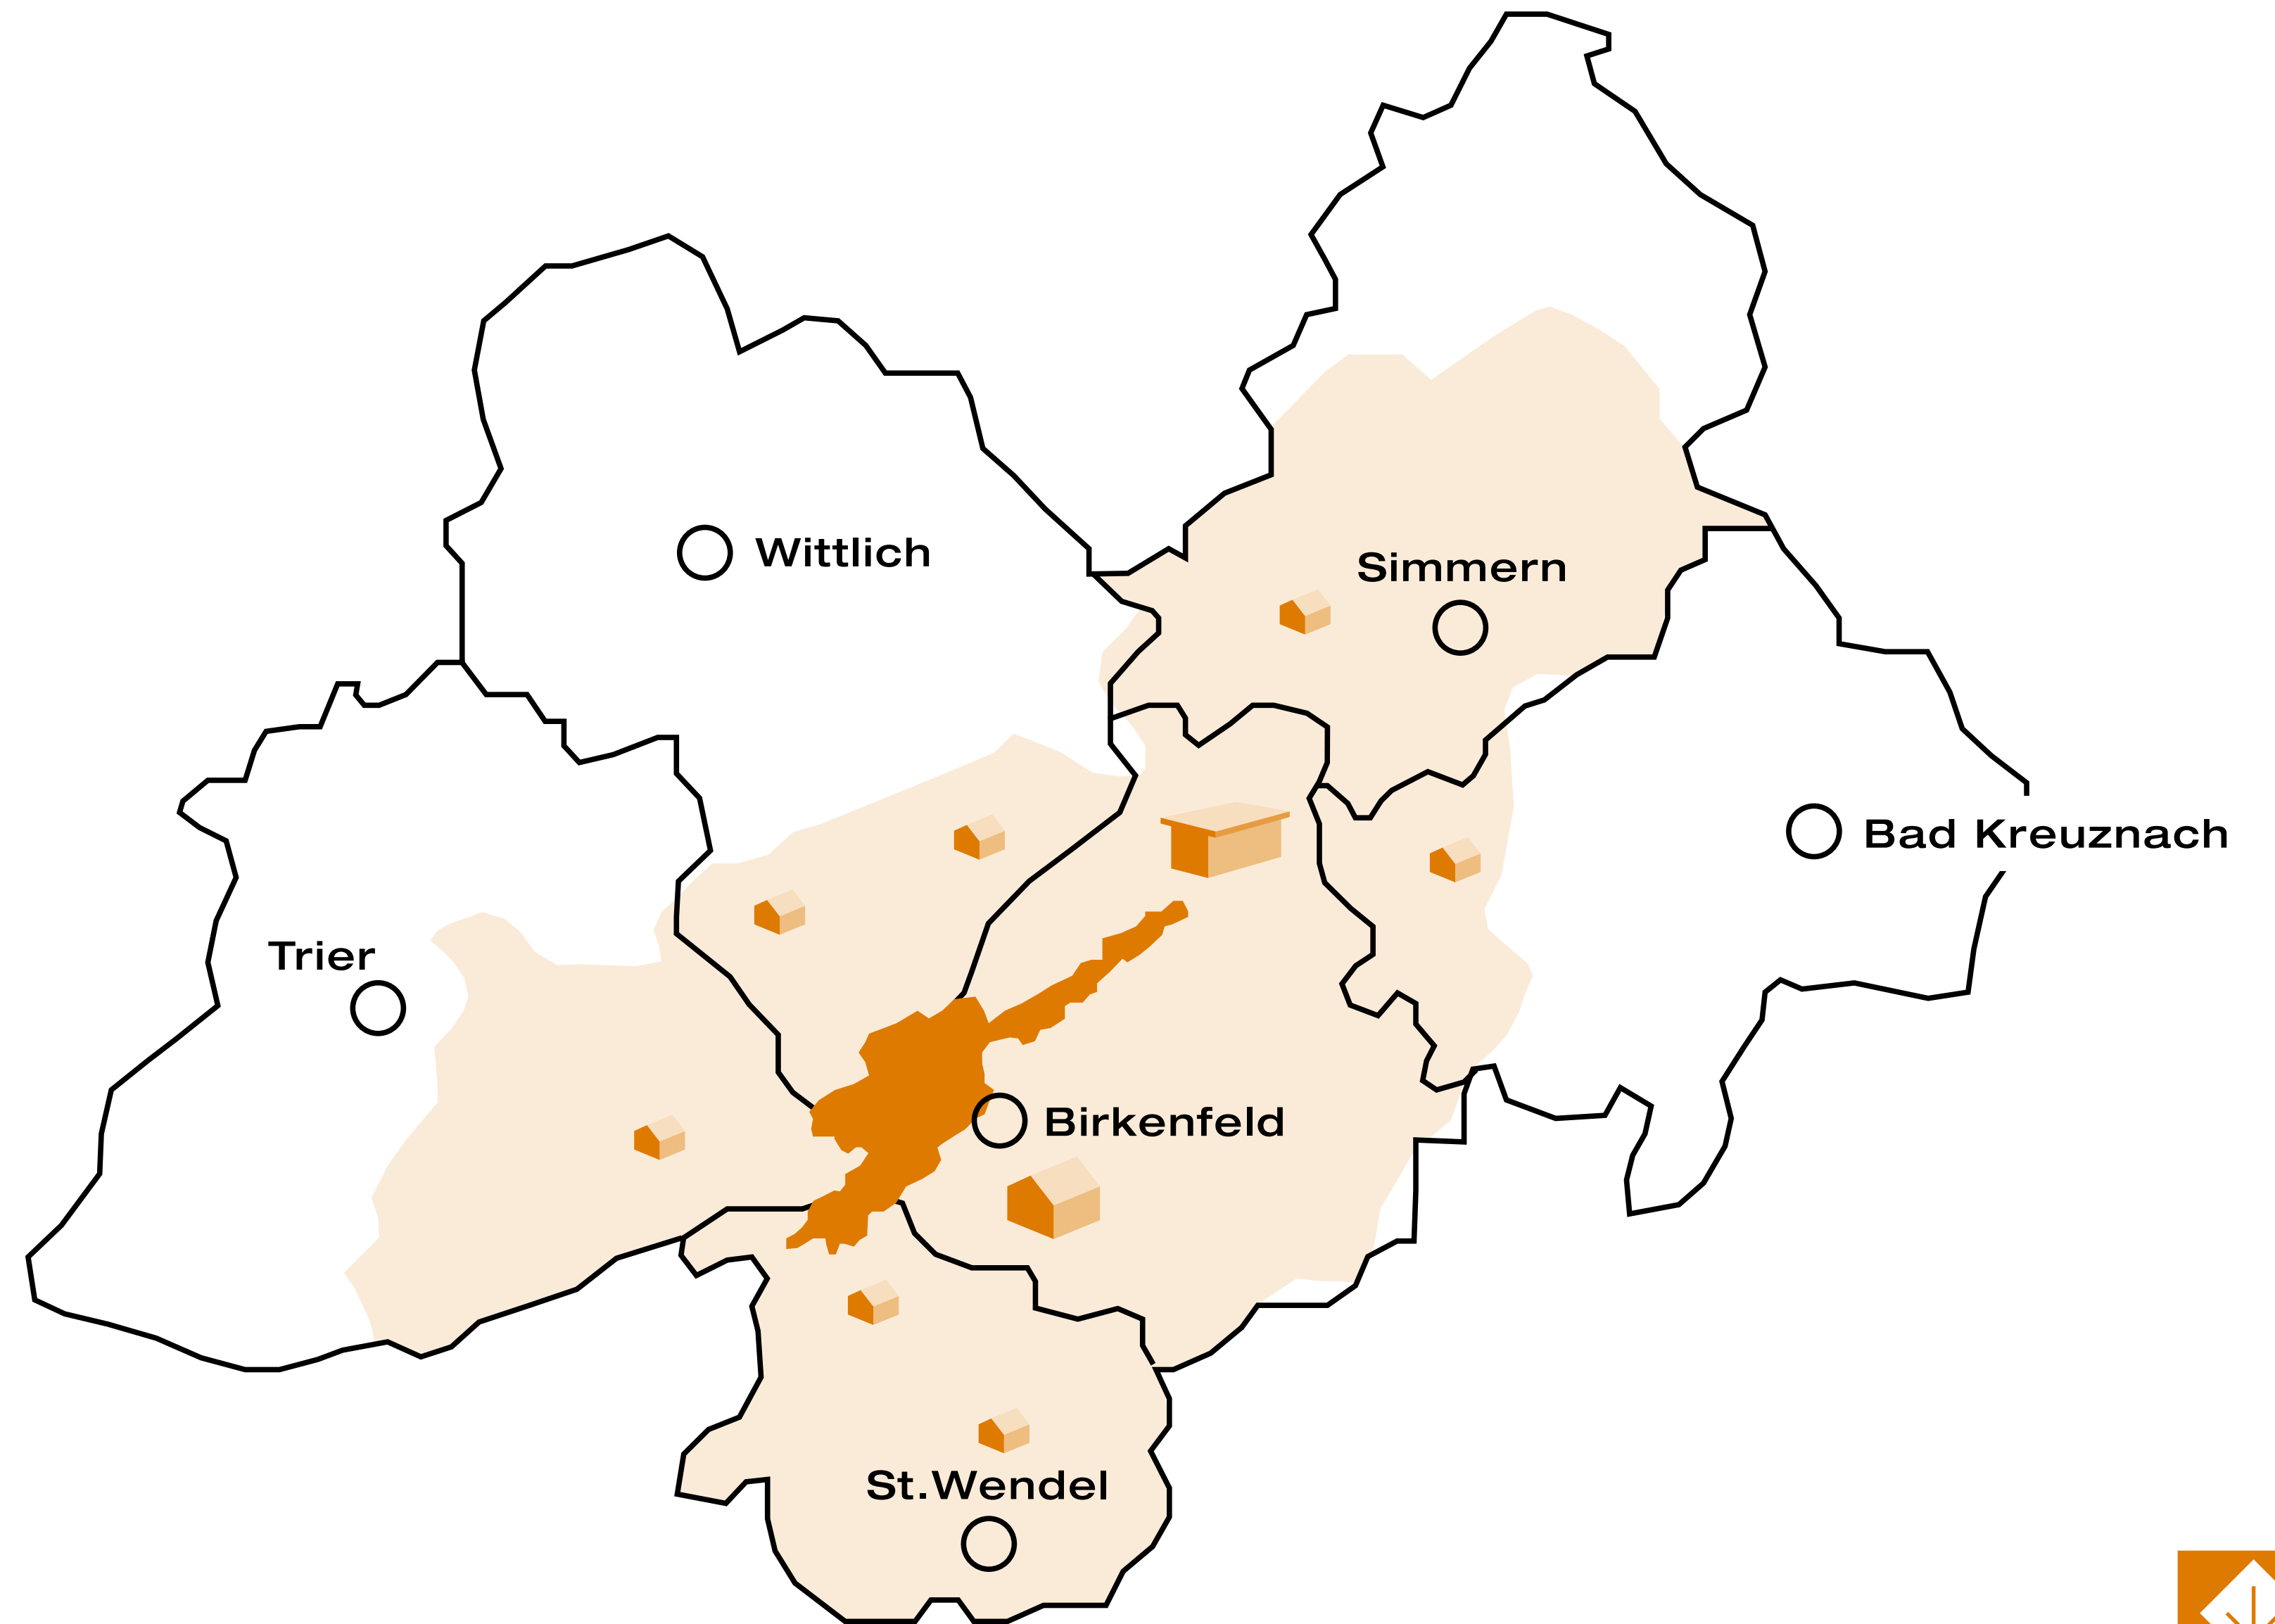 Wittlich
Simmern
Bad Kreuznach
Trier
Birkenfeld
St.Wendel